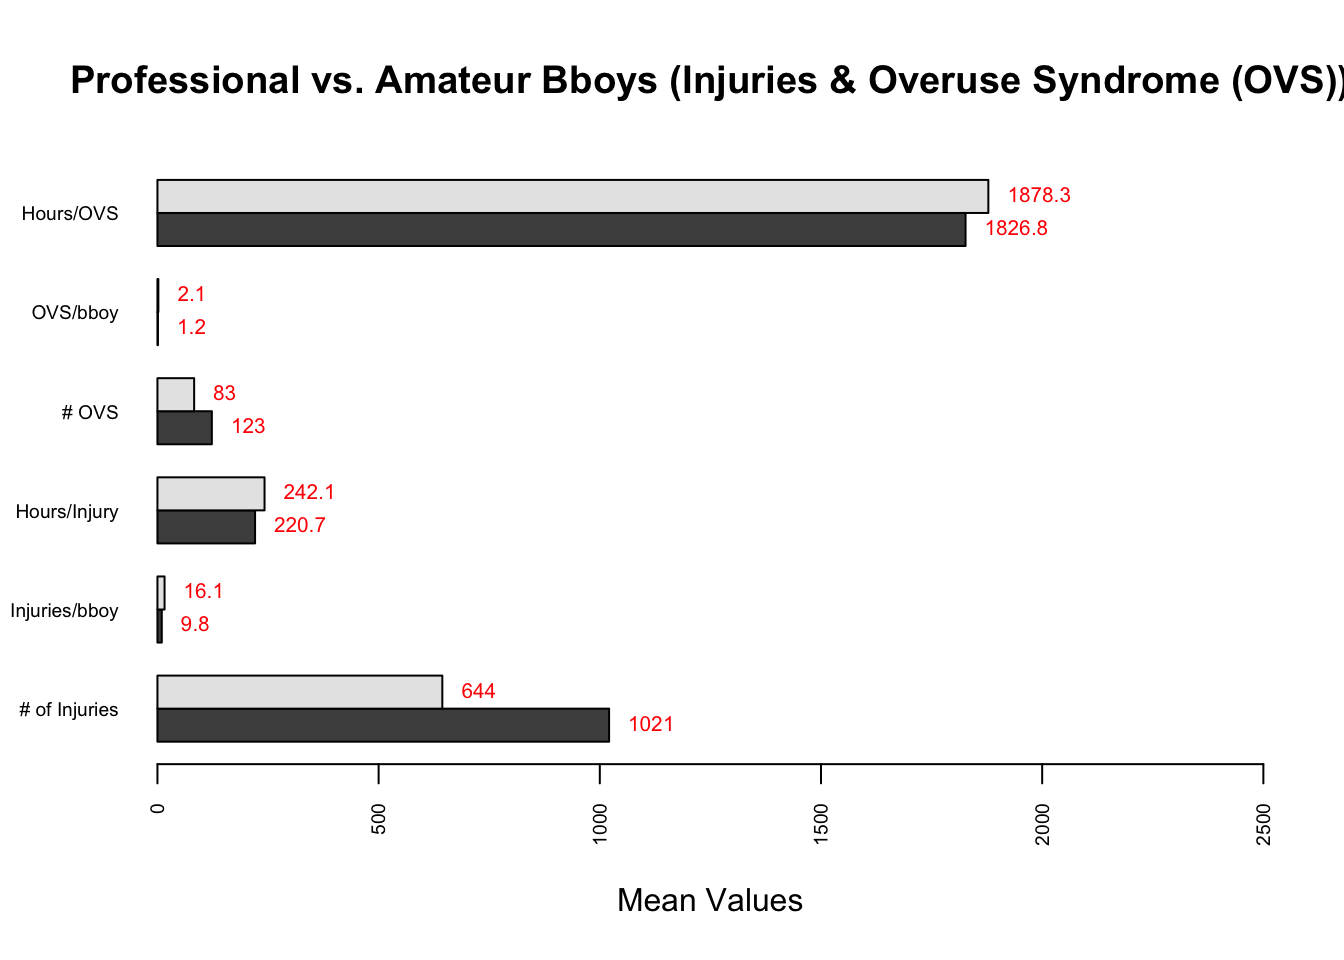 Professional vs. Amateur Bboys (Injuries & Overuse Syndrome (OVS))
Hours/OVS
1878.3
1826.8
OVS/bboy
2.1
1.2
# OVS
83
123
Hours/Injury
242.1
220.7
Injuries/bboy
16.1
9.8
# of Injuries
644
1021
0 500 1000 1500 2000 2500
Mean Values